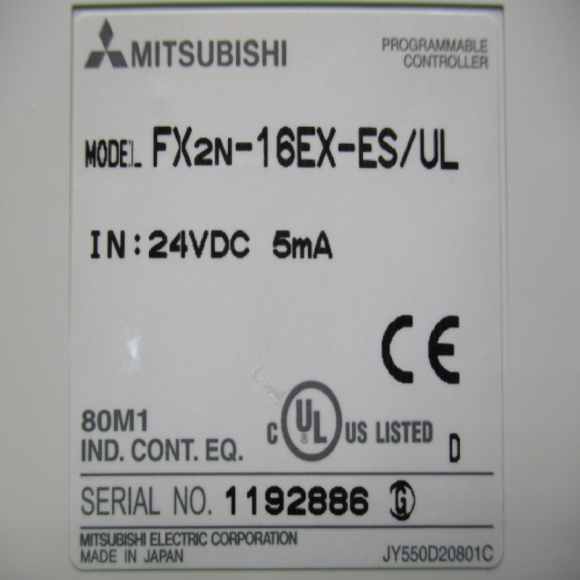 MITSUBISHI
PROGRAMMABLE
CONTROLLER
MODEL FX2N-16EX-ES/UL
IN:24VDC 5mA
CE
80M1
IND. CONT. EQ.
C UL US LISTED D
SERIAL NO. 1192886 G
MITSUBISHI ELECTRIC CORPORATION
MADE IN JAPAN
JY550D20801C